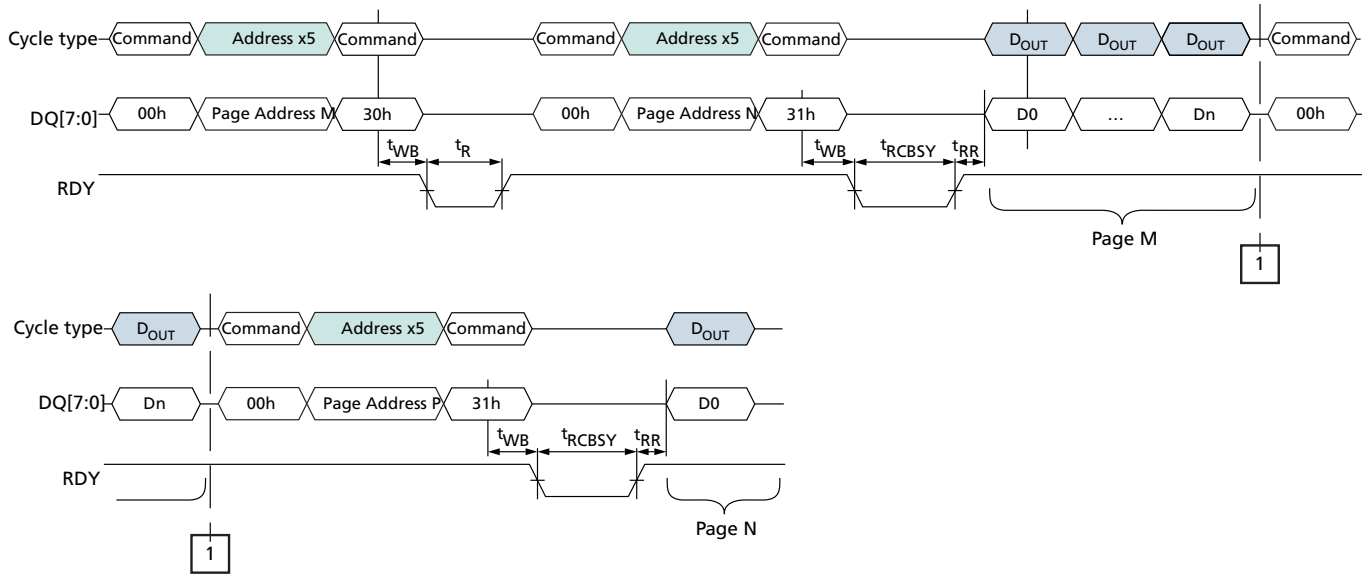 Cycle type Command Address x5 Command Command Address x5 Command DOUT DOUT DOUT Command
DQ[7:0] 00h Page Address M 30h 00h Page Address N 31h D0 … Dn 00h
tWB tR tWB tRCBSY tRR
RDY
Page M
1
Cycle type DOUT Command Address x5 Command DOUT
DQ[7:0] Dn 00h Page Address P 31h D0
tWB tRCBSY tRR
RDY
Page N
1